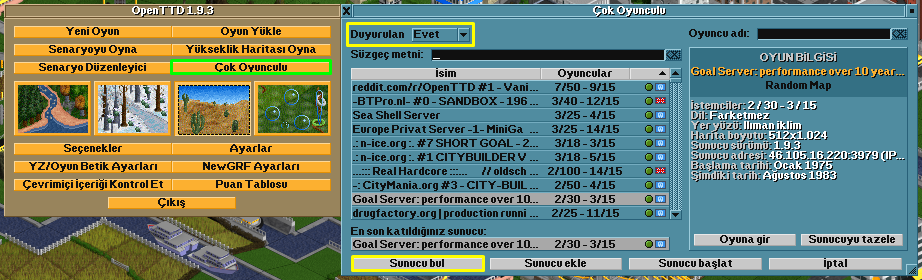 OpenTTD 1.9.3
Yeni Oyun
Oyun Yükle
Senaryoyu Oyna
Yükseklik Haritası Oyna
Senaryo Düzenleyici
Çok Oyunculu
Seçenekler
Ayarlar
YZ/Oyun Betik Ayarları
NewGRF Ayarları
Çevrimiçi İçeriği Kontrol Et
Puan Tablosu
Çıkış
Çok Oyunculu
Duyurulan
Evet
Oyuncu adı:
Süzgeç metni:
İsim
Oyuncular
reddit.com/r/OpenTTD #1 - Vani...
7/50 - 9/15
-BTPro.nl- #0 - SANDBOX - 196...
3/40 - 12/15
Sea Shell Server
3/25 - 4/15
Europe Privat Server -1- MiniGa...
3/25 - 14/15
.: n-ice.org : . #7 SHORT GOAL - 2...
3/18 - 5/15
.: n-ice.org : . #1 CITYBUILDER V...
3/18 - 3/15
...::: Real Hardcore :::... // oldsch...
2/100 - 14/15
-: CityMania.org #3 - CITY-BUIL...
2/50 - 4/15
Goal Server: performance over 10...
2/30 - 3/15
drugfactory.org | production runni...
2/25 - 11/15
En son katıldığınız sunucu:
Goal Server: performance over 10...
2/30 - 3/15
OYUN BİLGİSİ
Goal Server: performance over 10 year...
Random Map
İstemciler: 2 / 30 - 3 / 15
Dil: Farketmez
Yer yüzü: Ilıman iklim
Harita boyutu: 512x1.024
Sunucu sürümü: 1.9.3
Sunucu adresi: 46.105.16.220:3979 (IP...
Başlama tarihi: Ocak 1975
Şimdiki tarih: Ağustos 1983
Oyuna gir
Sunucuyu tazele
Sunucu bul
Sunucu ekle
Sunucu başlat
İptal